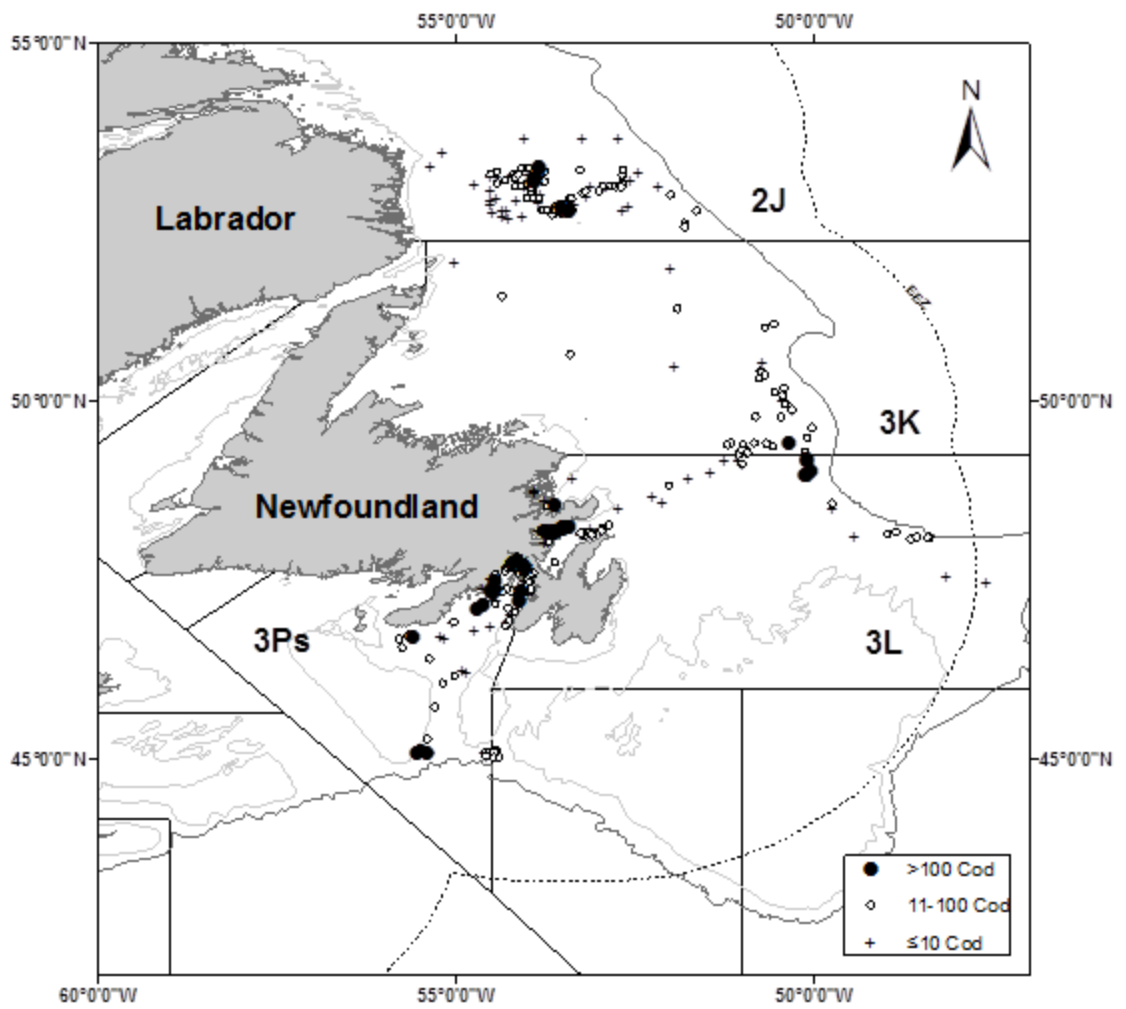 55°0'0"W 50°0'0"W
55°0'0"N
N
2J
Labrador
EEZ
50°0'0"N 50°0'0"N
3K
Newfoundland
3Ps 3L
45°0'0"N 45°0'0"N
>100 Cod
11-100 Cod
≤10 Cod
60°0'0"W 55°0'0"W 50°0'0"W